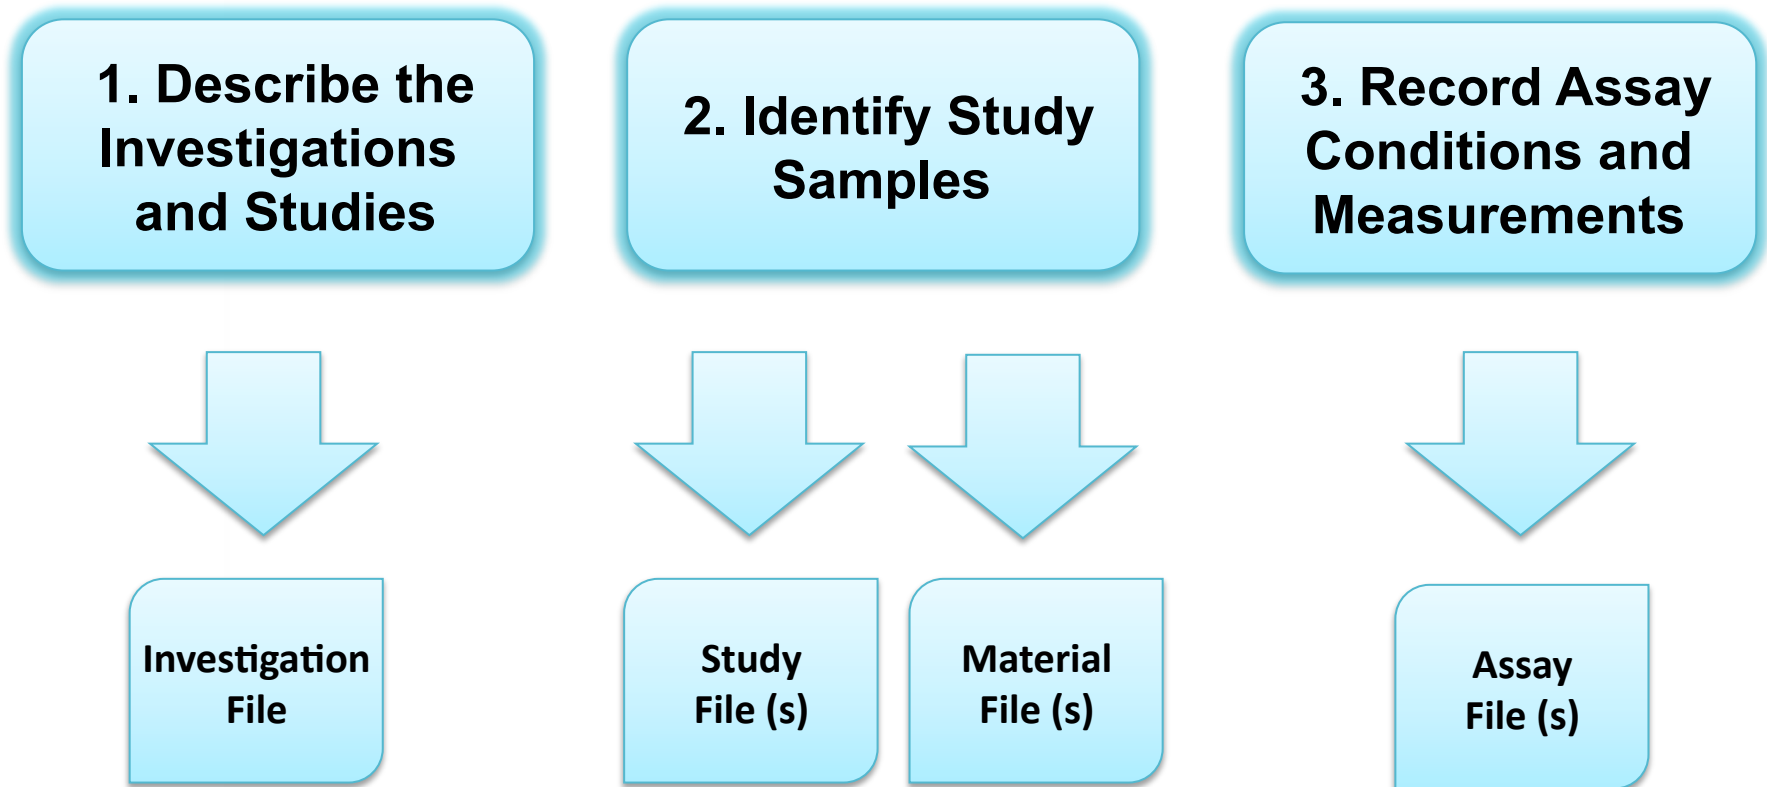 1. Describe the
Investigations
and Studies
2. Identify Study
Samples
3. Record Assay
Conditions and
Measurements
Investigation
File
Study
File (s)
Material
File (s)
Assay
File (s)